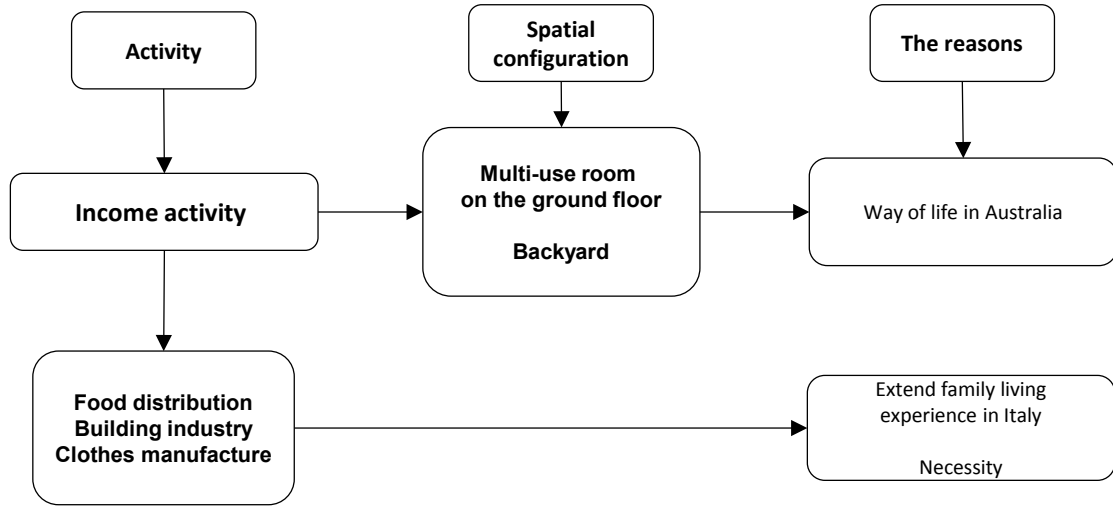 Activity
Spatial
configuration
The reasons
Income activity
Multi-use room
on the ground floor
Backyard
Way of life in Australia
Food distribution
Building industry
Clothes manufacture
Extend family living
experience in Italy
Necessity